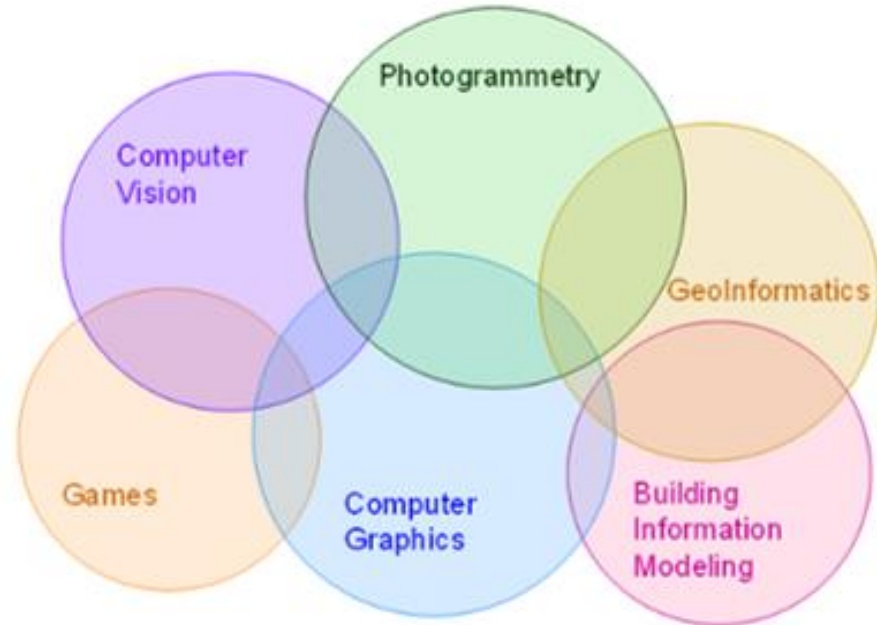 Photogrammetry
Computer
Vision
GeoInformatics
Games
Computer
Graphics
Building
Information
Modeling